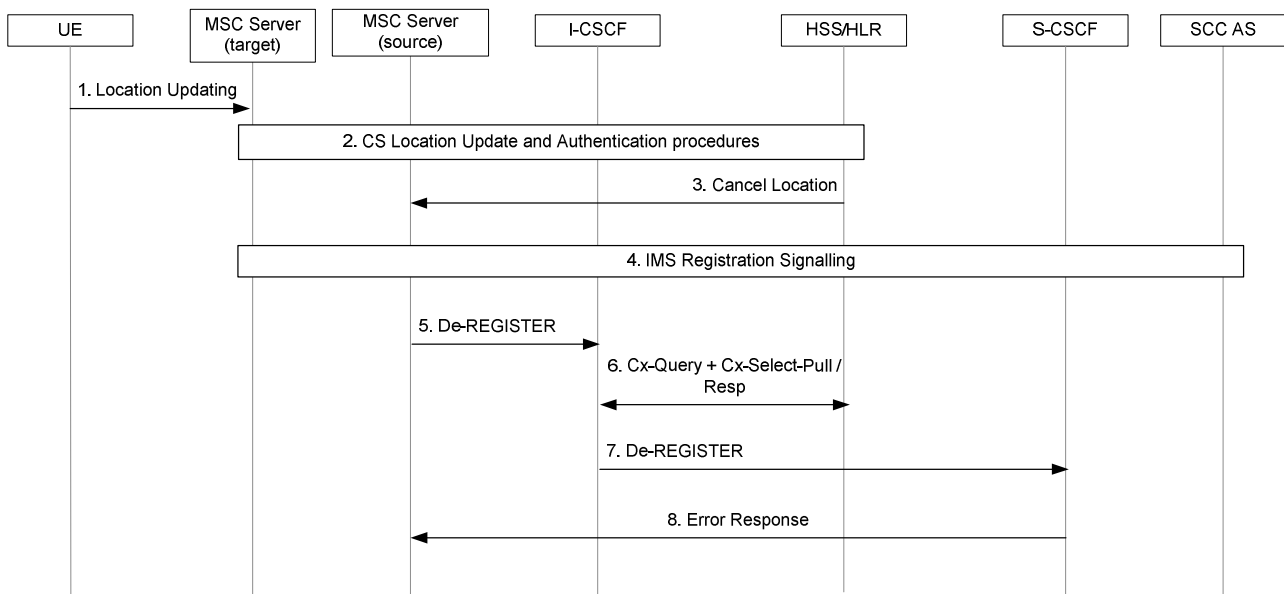 UE
MSC Server
(target)
MSC Server
(source)
I-CSCF
HSS/HLR
S-CSCF
SCC AS
1. Location Updating
2. CS Location Update and Authentication procedures
3. Cancel Location
4. IMS Registration Signalling
5. De-REGISTER
6. Cx-Query + Cx-Select-Pull /
Resp
7. De-REGISTER
8. Error Response